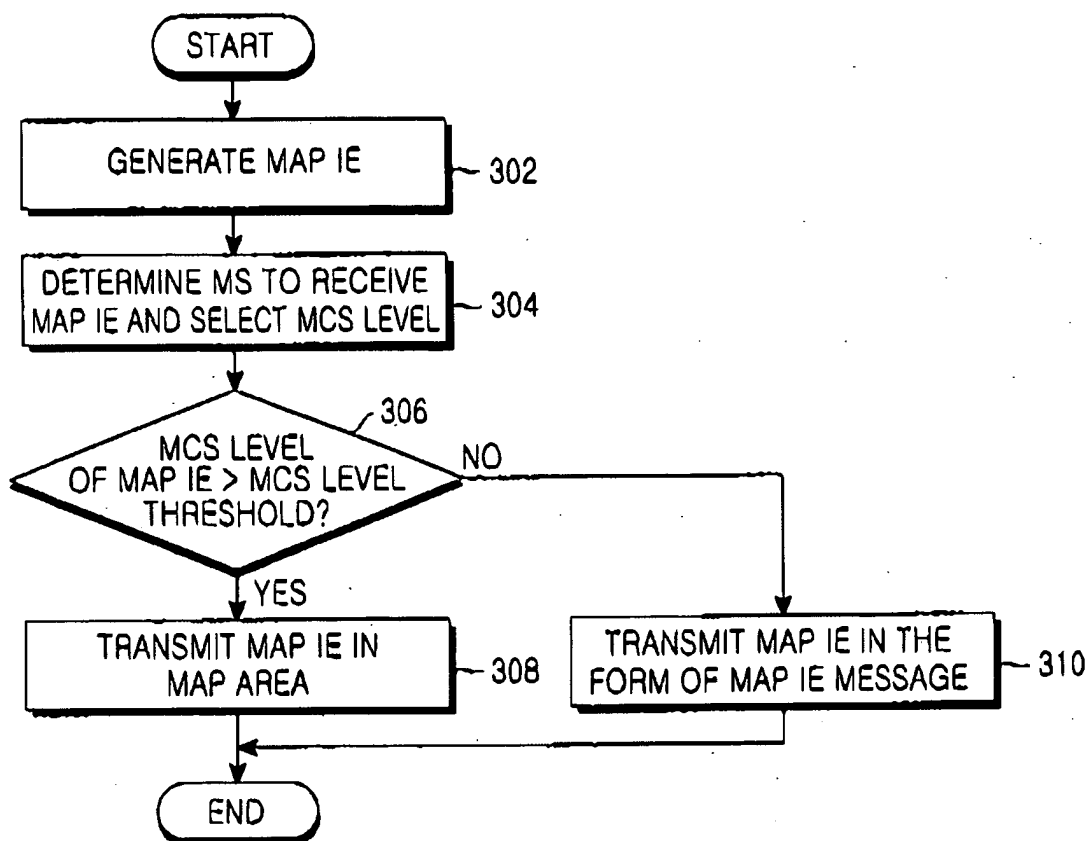 START
GENERATE MAP IE
302
DETERMINE MS TO RECEIVE
MAP IE AND SELECT MCS LEVEL
304
306
MCS LEVEL
OF MAP IE > MCS LEVEL
THRESHOLD?
NO
YES
TRANSMIT MAP IE IN
MAP AREA
308
TRANSMIT MAP IE IN THE
FORM OF MAP IE MESSAGE
310
END